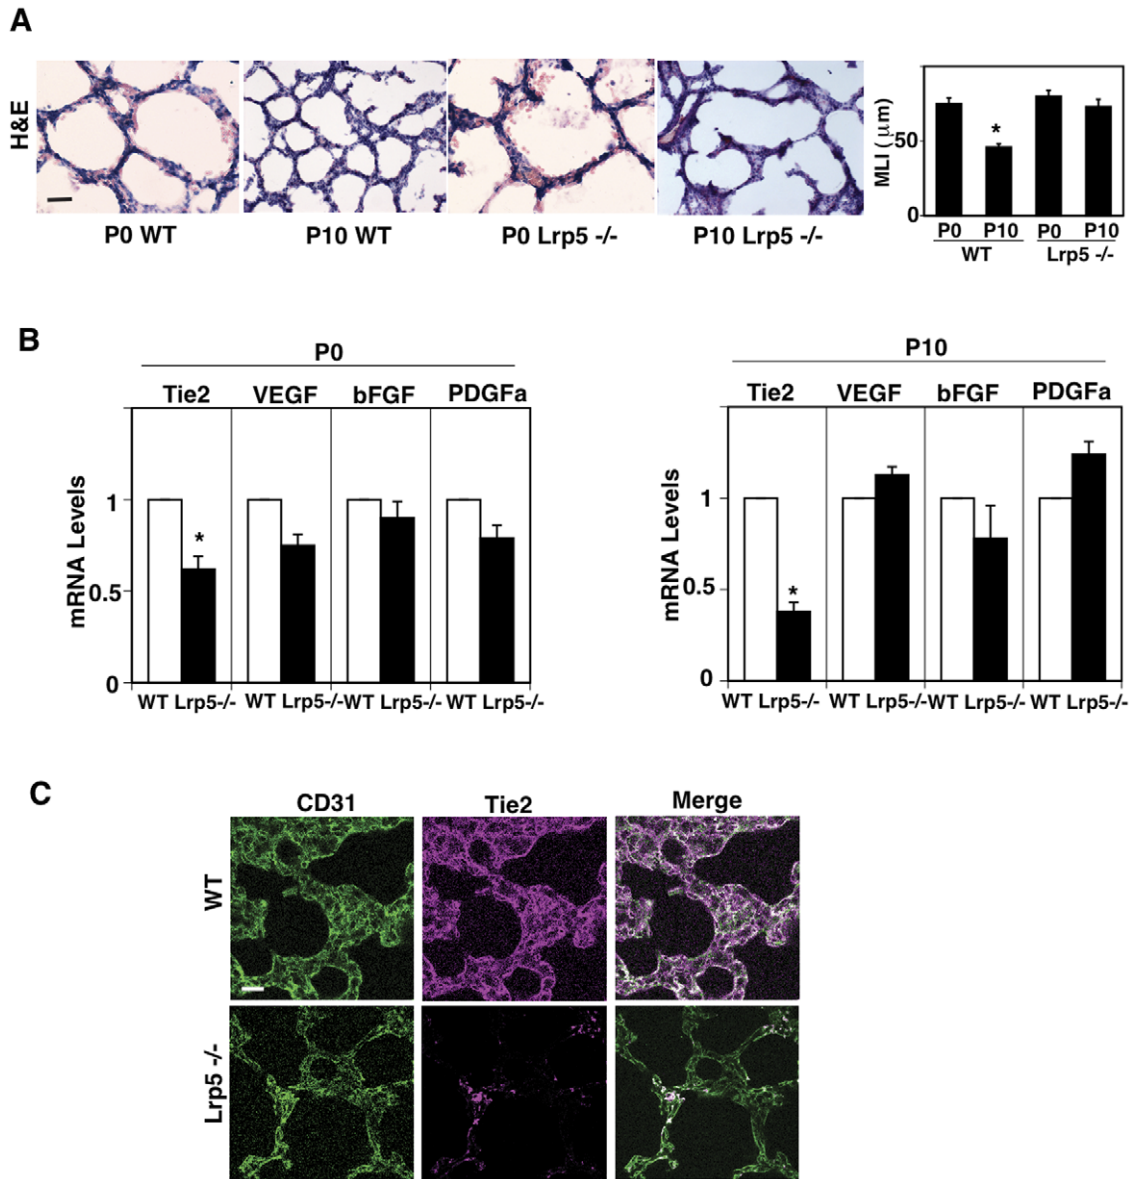 A
H&E
P0 WT
P10 WT
P0 Lrp5 -/-
P10 Lrp5 -/-
MLI (μm)
50
0
P0 P10 P0 P10
WT Lrp5 -/-
*
B
P0
Tie2 VEGF bFGF PDGFa
mRNA Levels
1
0.5
0
*
WT Lrp5-/- WT Lrp5-/- WT Lrp5-/- WT Lrp5-/-
P10
Tie2 VEGF bFGF PDGFa
mRNA Levels
1
0.5
0
*
WT Lrp5-/- WT Lrp5-/- WT Lrp5-/- WT Lrp5-/-
C
CD31 Tie2 Merge
WT
Lrp5 -/-